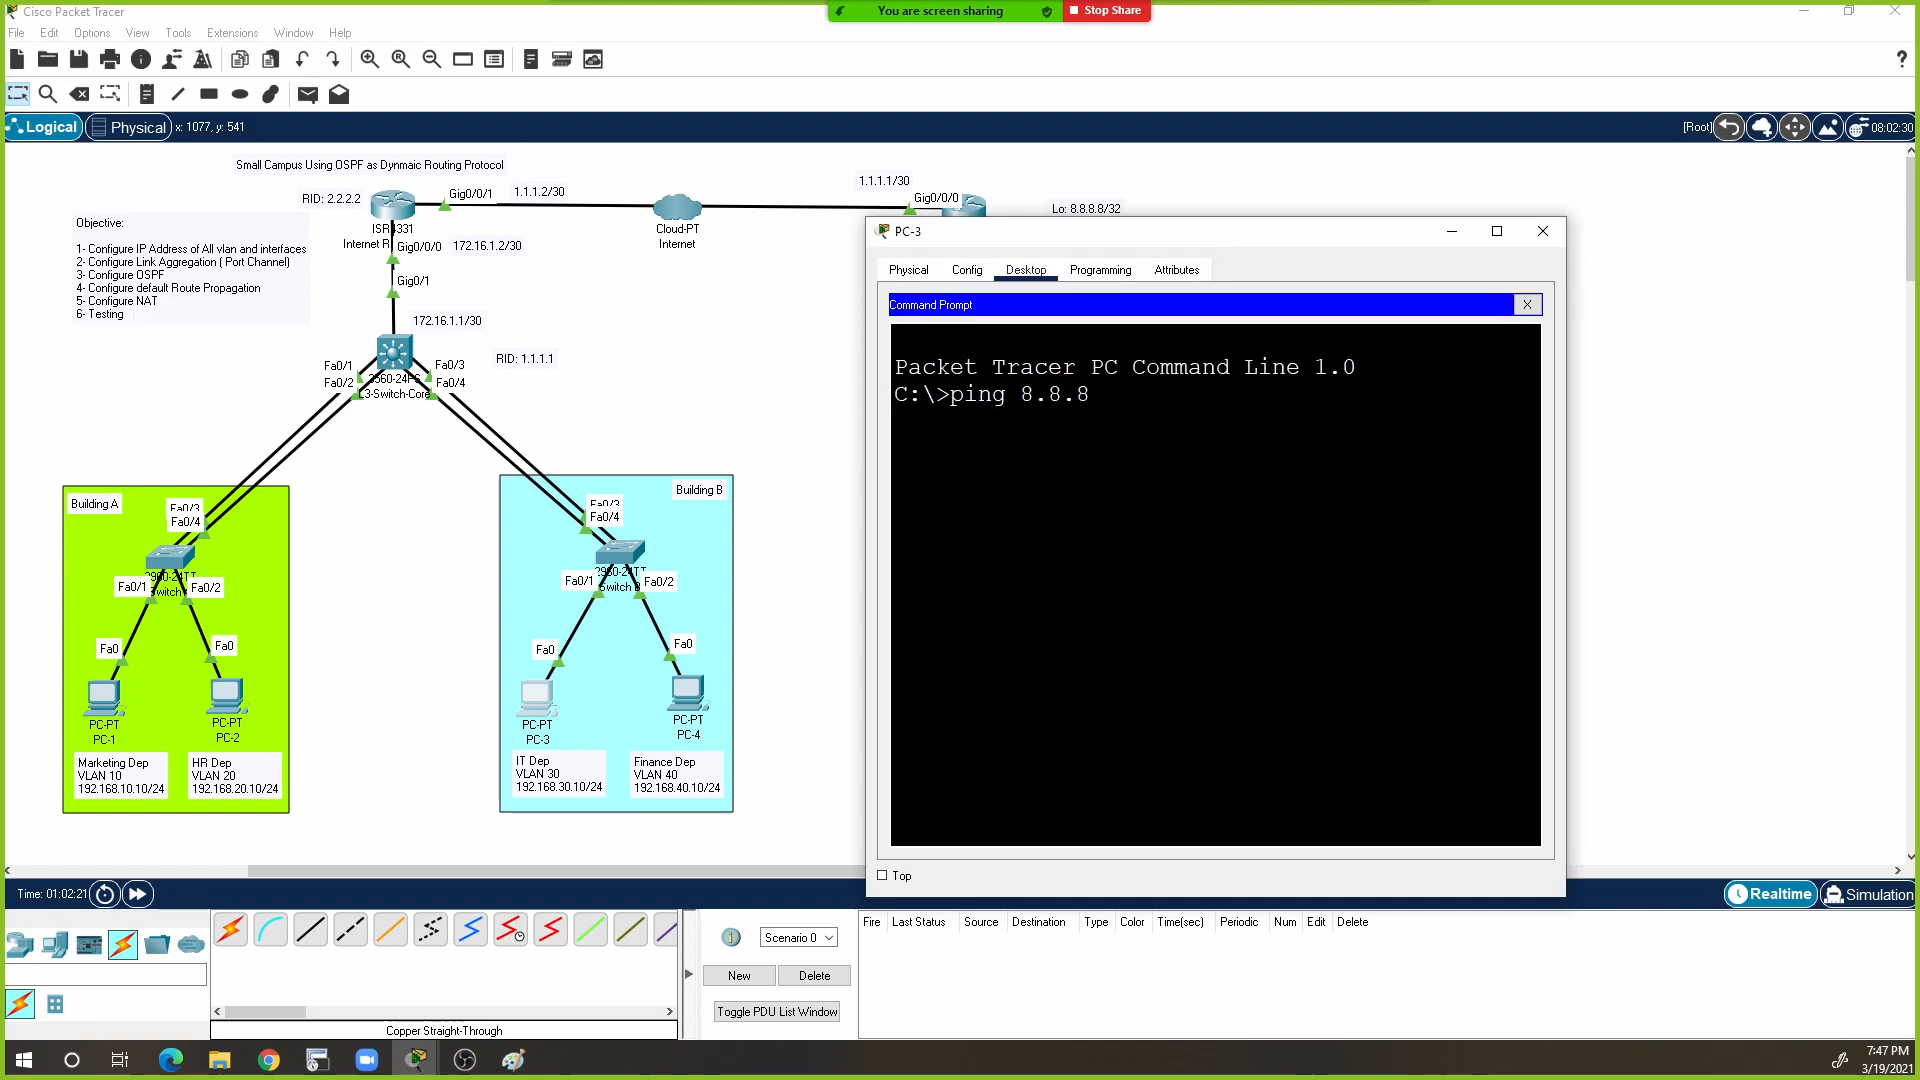 Cisco Packet Tracer
You are screen sharing
Stop Share
File Edit Options View Tools Extensions Window Help
Logical
Physical
x: 1077, y: 541
[Root]
08:02:30
Small Campus Using OSPF as Dynmaic Routing Protocol
RID: 2.2.2.2
Gig0/0/1
1.1.1.2/30
1.1.1.1/30
Gig0/0/0
Lo: 8.8.8.8/32
Cloud-PT
Internet
Gig0/0/0
172.16.1.2/30
Objective:
1- Configure IP Address of All vlan and interfaces
2- Configure Link Aggregation ( Port Channel)
3- Configure OSPF
4- Configure default Route Propagation
5- Configure NAT
6- Testing
Gig0/1
172.16.1.1/30
RID: 1.1.1.1
Fa0/1
Fa0/2
Fa0/3
Fa0/4
L3-Switch-Core
Building A
Fa0/3
Fa0/4
Fa0/1
Fa0/2
Fa0
Fa0
PC-PT
PC-1
PC-PT
PC-2
Marketing Dep
VLAN 10
192.168.10.10/24
HR Dep
VLAN 20
192.168.20.10/24
Building B
Fa0/3
Fa0/4
Fa0/1
Fa0/2
Fa0
Fa0
PC-PT
PC-3
PC-PT
PC-4
IT Dep
VLAN 30
192.168.30.10/24
Finance Dep
VLAN 40
192.168.40.10/24
PC-3
Physical Config Desktop Programming Attributes
Command Prompt
X
Packet Tracer PC Command Line 1.0
C:\>ping 8.8.8
Top
Time: 01:02:21
Realtime
Simulation
Scenario 0
New
Delete
Toggle PDU List Window
Copper Straight-Through
Fire Last Status Source Destination Type Color Time(sec) Periodic Num Edit Delete
7:47 PM
3/19/2021